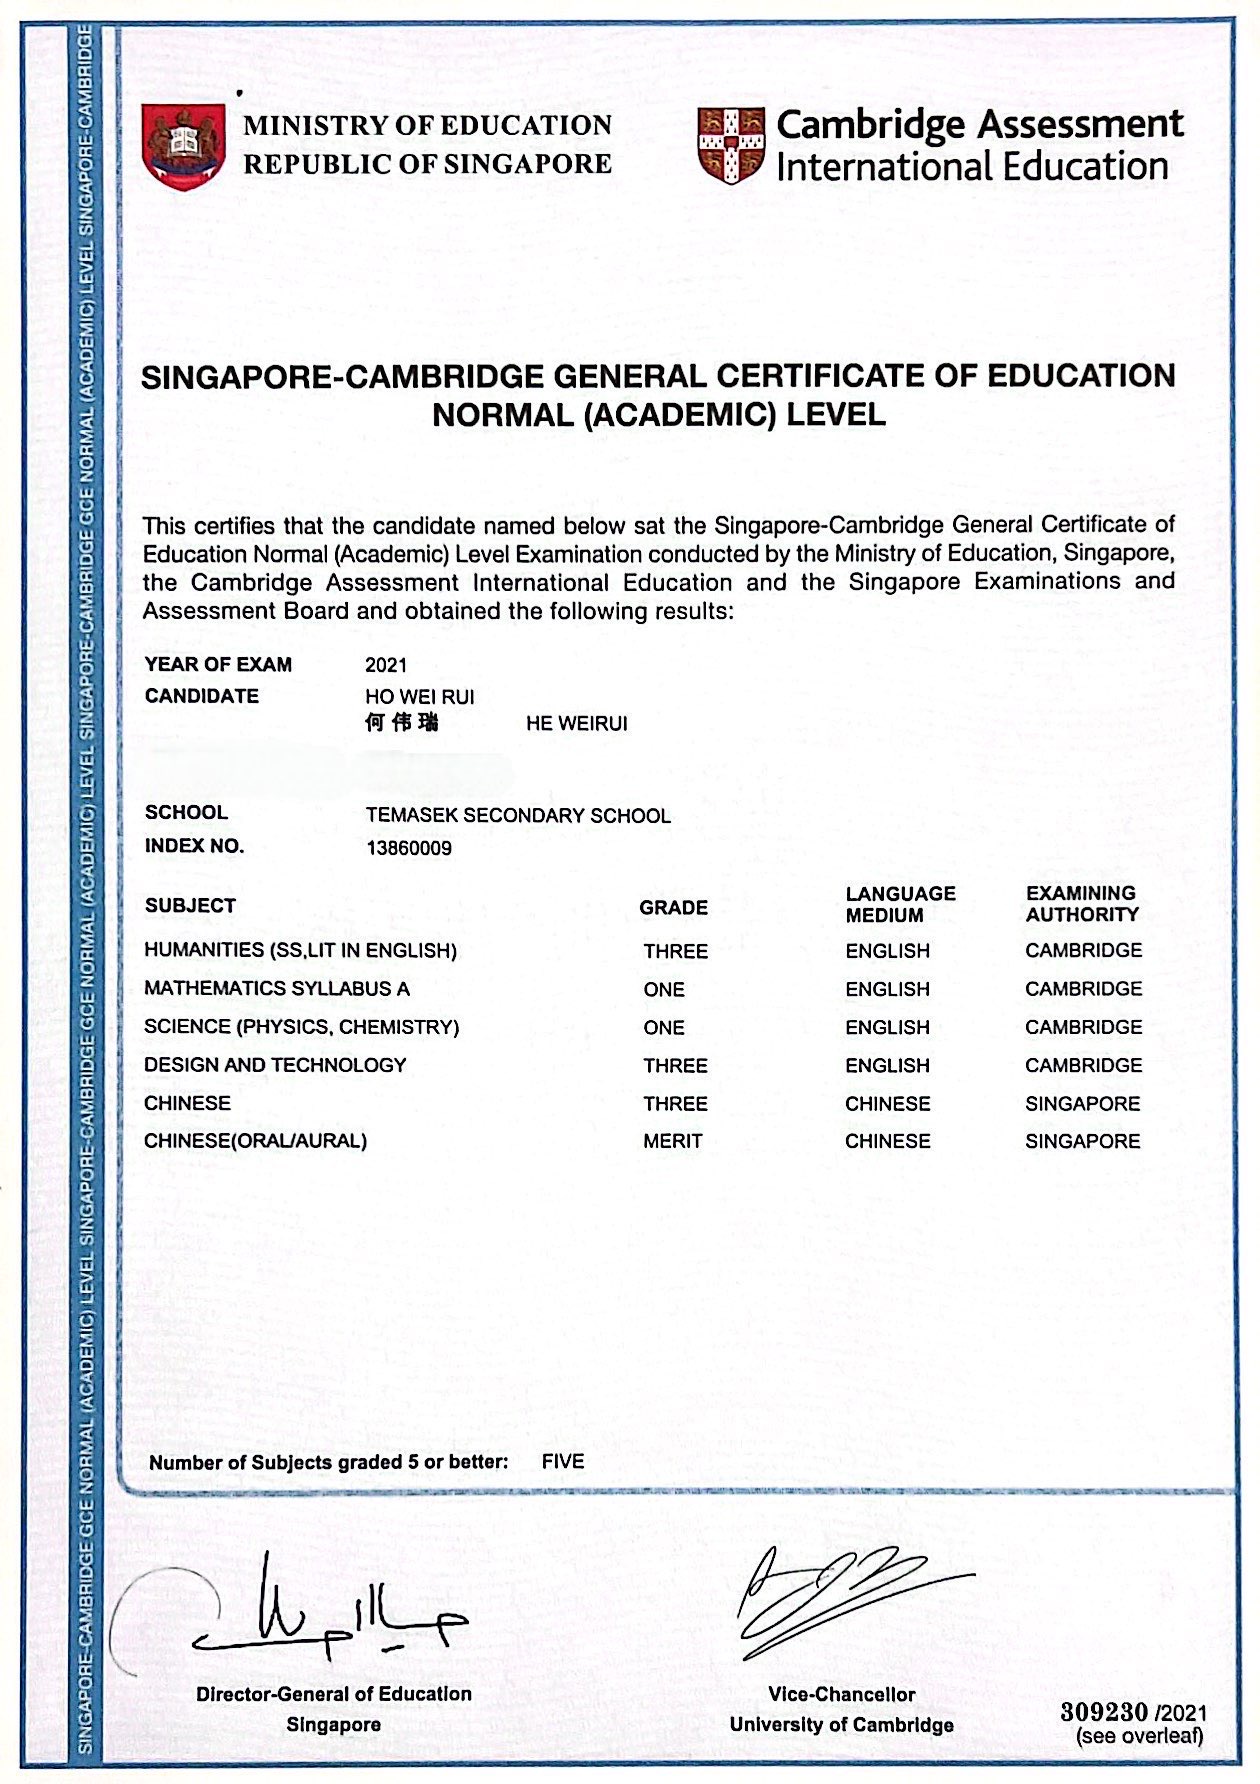 MINISTRY OF EDUCATION
REPUBLIC OF SINGAPORE
Cambridge Assessment
International Education
SINGAPORE-CAMBRIDGE GENERAL CERTIFICATE OF EDUCATION
NORMAL (ACADEMIC) LEVEL
This certifies that the candidate named below sat the Singapore-Cambridge General Certificate of
Education Normal (Academic) Level Examination conducted by the Ministry of Education, Singapore,
the Cambridge Assessment International Education and the Singapore Examinations and
Assessment Board and obtained the following results:
YEAR OF EXAM 2021
CANDIDATE HO WEI RUI
何伟瑞 HE WEIRUI
SCHOOL TEMASEK SECONDARY SCHOOL
INDEX NO. 13860009
SUBJECT GRADE LANGUAGE MEDIUM EXAMINING AUTHORITY
HUMANITIES (SS,LIT IN ENGLISH) THREE ENGLISH CAMBRIDGE
MATHEMATICS SYLLABUS A ONE ENGLISH CAMBRIDGE
SCIENCE (PHYSICS, CHEMISTRY) ONE ENGLISH CAMBRIDGE
DESIGN AND TECHNOLOGY THREE ENGLISH CAMBRIDGE
CHINESE THREE CHINESE SINGAPORE
CHINESE(ORAL/AURAL) MERIT CHINESE SINGAPORE
Number of Subjects graded 5 or better: FIVE
Director-General of Education
Singapore
Vice-Chancellor
University of Cambridge
309230 /2021
(see overleaf)
SINGAPORE-CAMBRIDGE GCE NORMAL (ACADEMIC) LEVEL SINGAPORE-CAMBRIDGE GCE NORMAL (ACADEMIC) LEVEL SINGAPORE-CAMBRIDGE GCE NORMAL (ACADEMIC) LEVEL SINGAPORE-CAMBRIDGE GCE NORMAL (ACADEMIC) LEVEL SINGAPORE-CAMBRIDGE